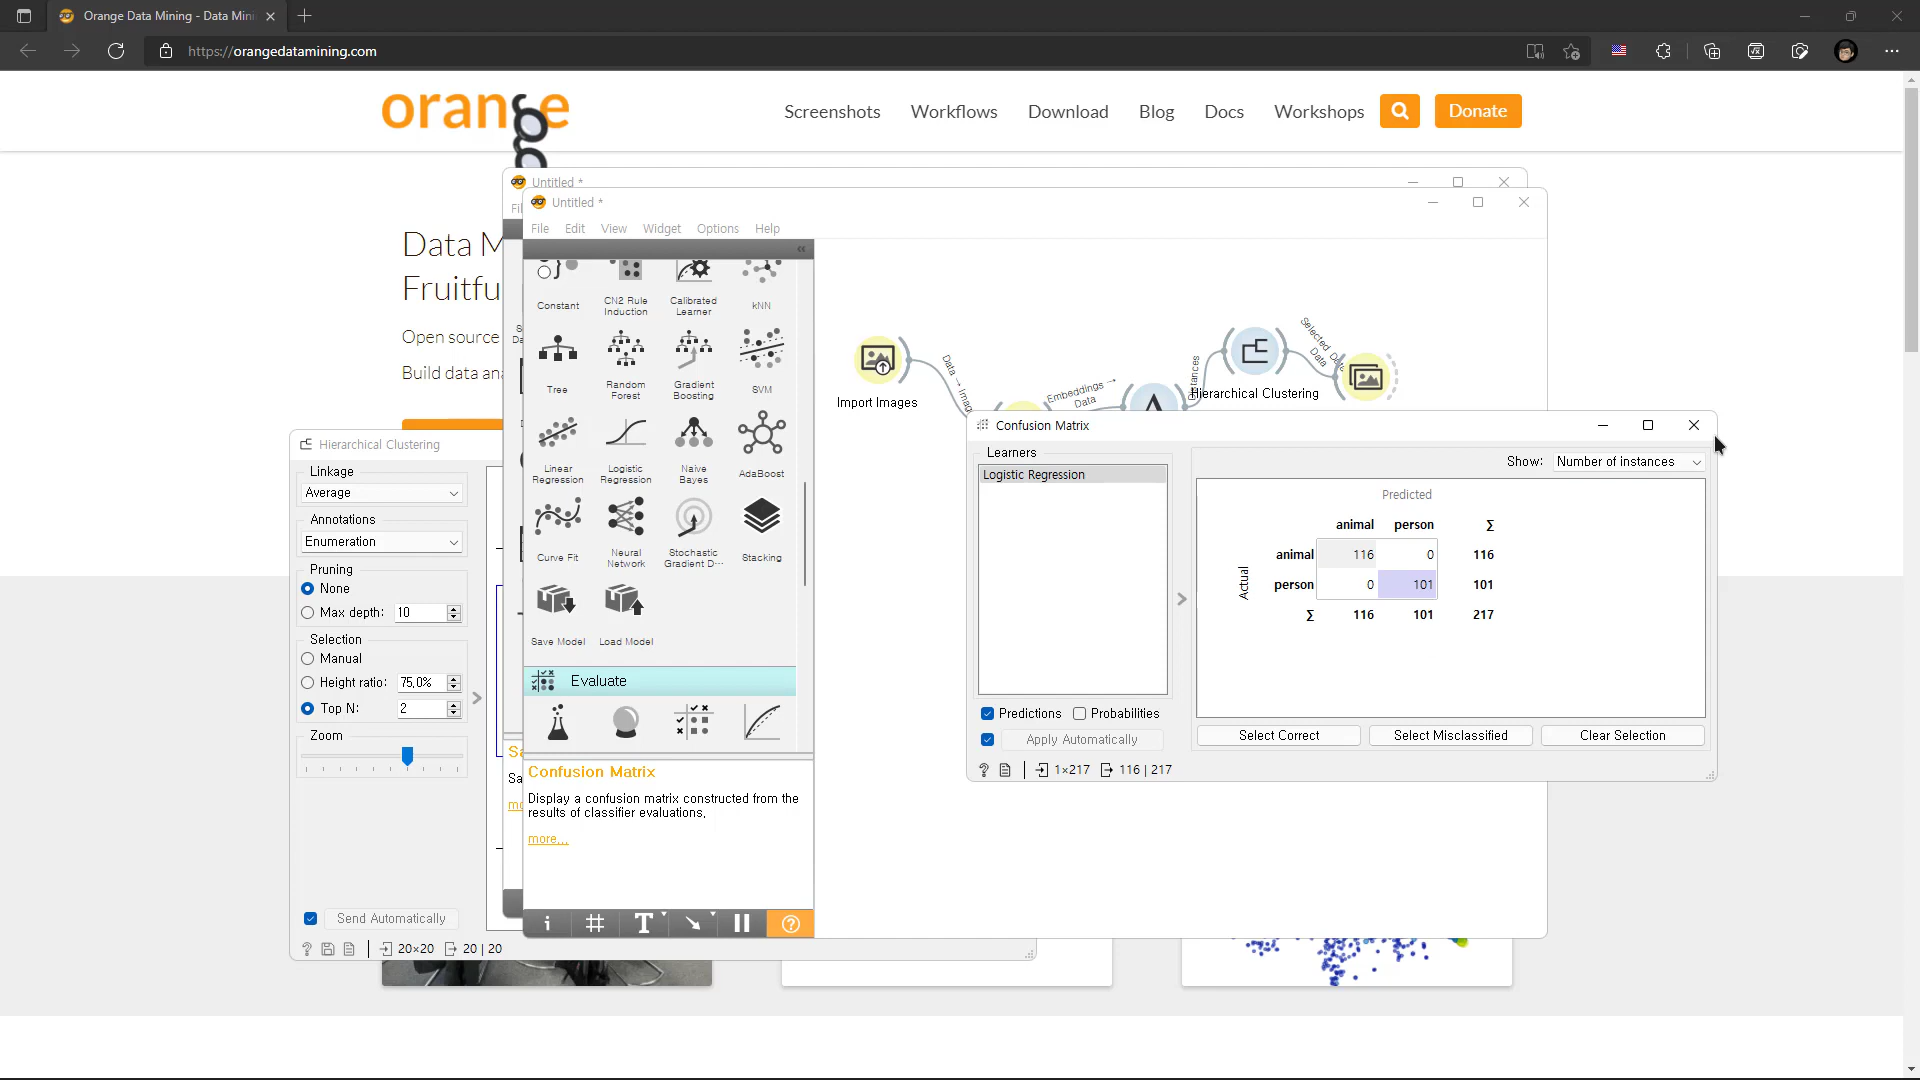 Orange Data Mining - Data Mini
https://orangedatamining.com
orange
Screenshots
Workflows
Download
Blog
Docs
Workshops
Donate
Data M
Fruitfu
Open source
Build data ana
Untitled *
Untitled *
File
Edit
View
Widget
Options
Help
Constant
CN2 Rule
Induction
Calibrated
Learner
kNN
Tree
Random
Forest
Gradient
Boosting
SVM
Linear
Regression
Logistic
Regression
Naive
Bayes
AdaBoost
Curve Fit
Neural
Network
Stochastic
Gradient D...
Stacking
Save Model
Load Model
Evaluate
Confusion Matrix
Display a confusion matrix constructed from the
results of classifier evaluations.
more...
Import Images
Embeddings →
Data
Hierarchical Clustering
Hierarchical Clustering
Linkage
Average
Annotations
Enumeration
Pruning
None
Max depth: 10
Selection
Manual
Height ratio: 75.0%
Top N: 2
Zoom
Send Automatically
20×20
20 | 20
Confusion Matrix
Learners
Logistic Regression
Predictions
Probabilities
Apply Automatically
1×217
116 | 217
Show: Number of instances
Predicted
animal person Σ
Actual
animal 116 0 116
person 0 101 101
Σ 116 101 217
Select Correct
Select Misclassified
Clear Selection